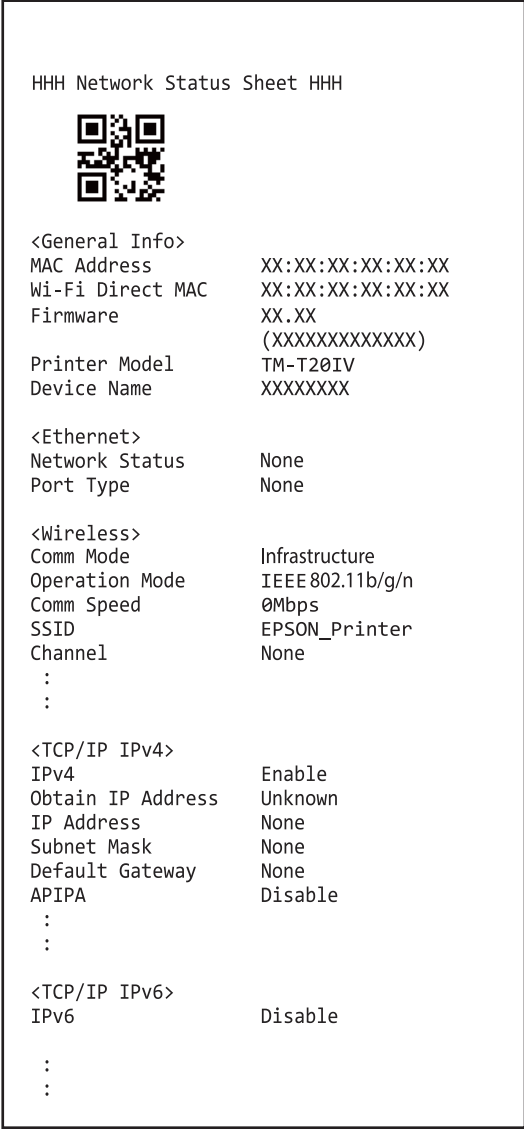 HHH Network Status Sheet HHH
<General Info>
MAC Address XX:XX:XX:XX:XX:XX
Wi-Fi Direct MAC XX:XX:XX:XX:XX:XX
Firmware XX.XX
(XXXXXXXXXXXXX)
Printer Model TM-T20IV
Device Name XXXXXXXX
<Ethernet>
Network Status None
Port Type None
<Wireless>
Comm Mode Infrastructure
Operation Mode IEEE802.11b/g/n
Comm Speed 0Mbps
SSID EPSON_Printer
Channel None
:
:
<TCP/IP IPv4>
IPv4 Enable
Obtain IP Address Unknown
IP Address None
Subnet Mask None
Default Gateway None
APIPA Disable
:
:
<TCP/IP IPv6>
IPv6 Disable
:
: